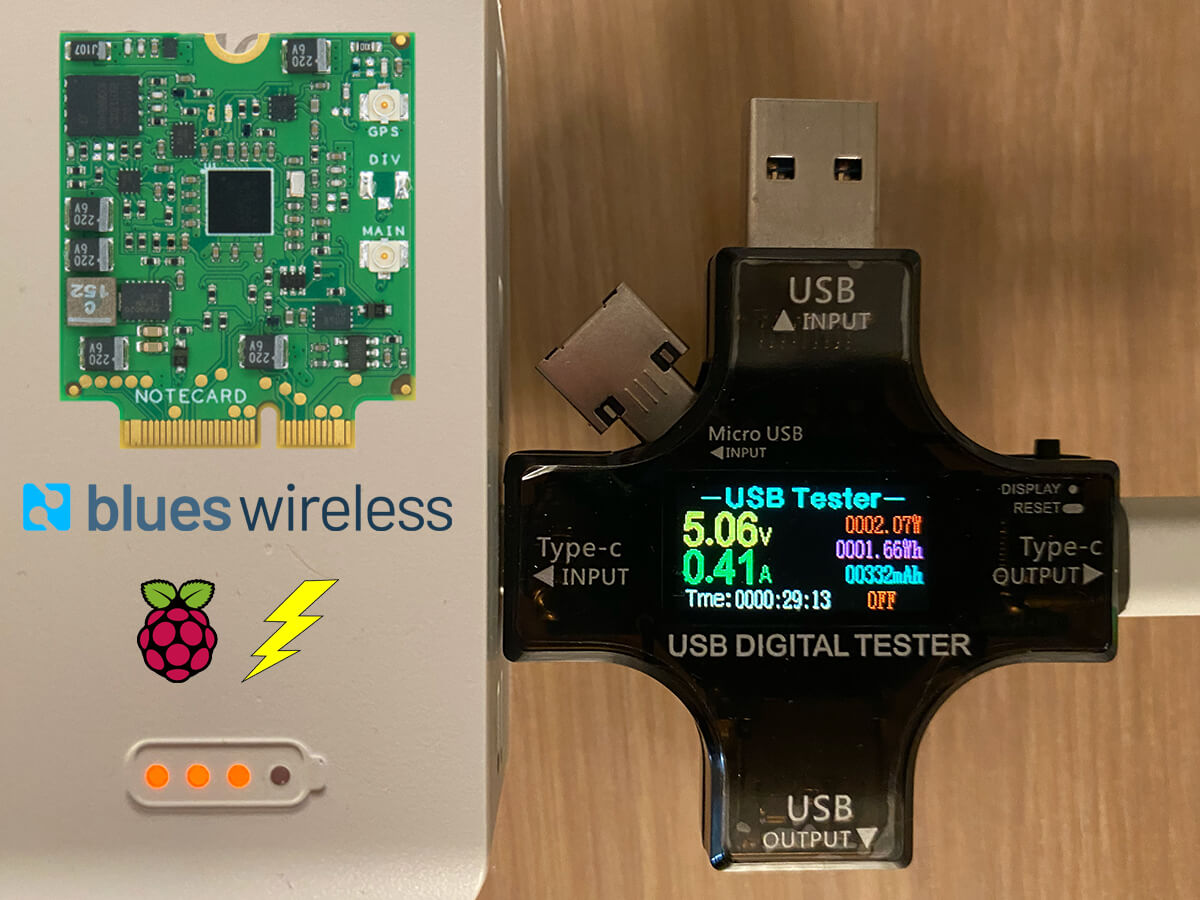 J107
220
6V
GPS
DIV
U1
MAIN
220
6V
220
6V
C
152
220
6V
220
6V
NOTECARD
blues wireless
USB
INPUT
Micro USB
INPUT
DISPLAY
RESET
–USB Tester–
5.06V
0002.07W
0.41A
0001.66Wh
00332mAh
Tme:0000:29:13
OFF
Type-c
INPUT
Type-c
OUTPUT
USB DIGITAL TESTER
USB
OUTPUT